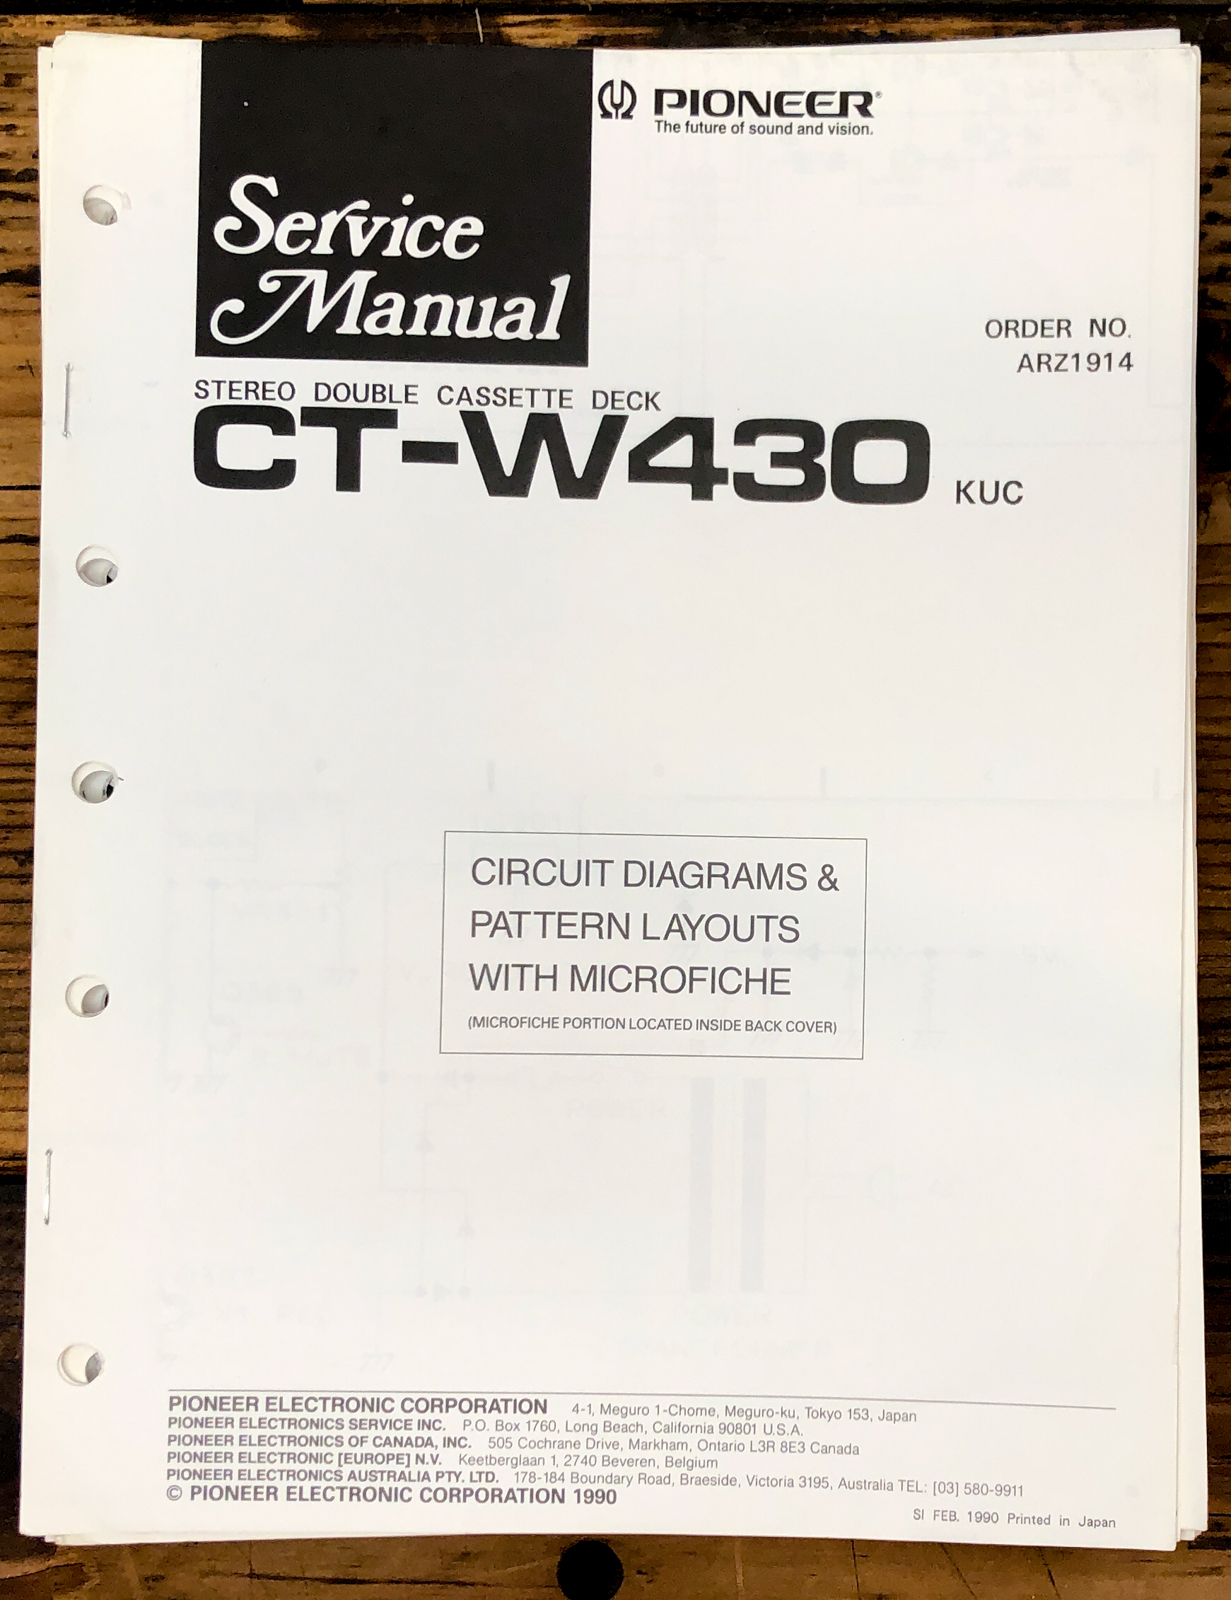 PIONEER®
The future of sound and vision.
Service
Manual
ORDER NO.
ARZ1914
STEREO DOUBLE CASSETTE DECK
CT-W430 KUC
CIRCUIT DIAGRAMS &
PATTERN LAYOUTS
WITH MICROFICHE
(MICROFICHE PORTION LOCATED INSIDE BACK COVER)
PIONEER ELECTRONIC CORPORATION 4-1, Meguro 1-Chome, Meguro-ku, Tokyo 153, Japan
PIONEER ELECTRONICS SERVICE INC. P.O. Box 1760, Long Beach, California 90801 U.S.A.
PIONEER ELECTRONICS OF CANADA, INC. 505 Cochrane Drive, Markham, Ontario L3R 8E3 Canada
PIONEER ELECTRONIC [EUROPE] N.V. Keetberglaan 1, 2740 Beveren, Belgium
PIONEER ELECTRONICS AUSTRALIA PTY. LTD. 178-184 Boundary Road, Braeside, Victoria 3195, Australia TEL: [03] 580-9911
© PIONEER ELECTRONIC CORPORATION 1990
SI FEB. 1990 Printed in Japan